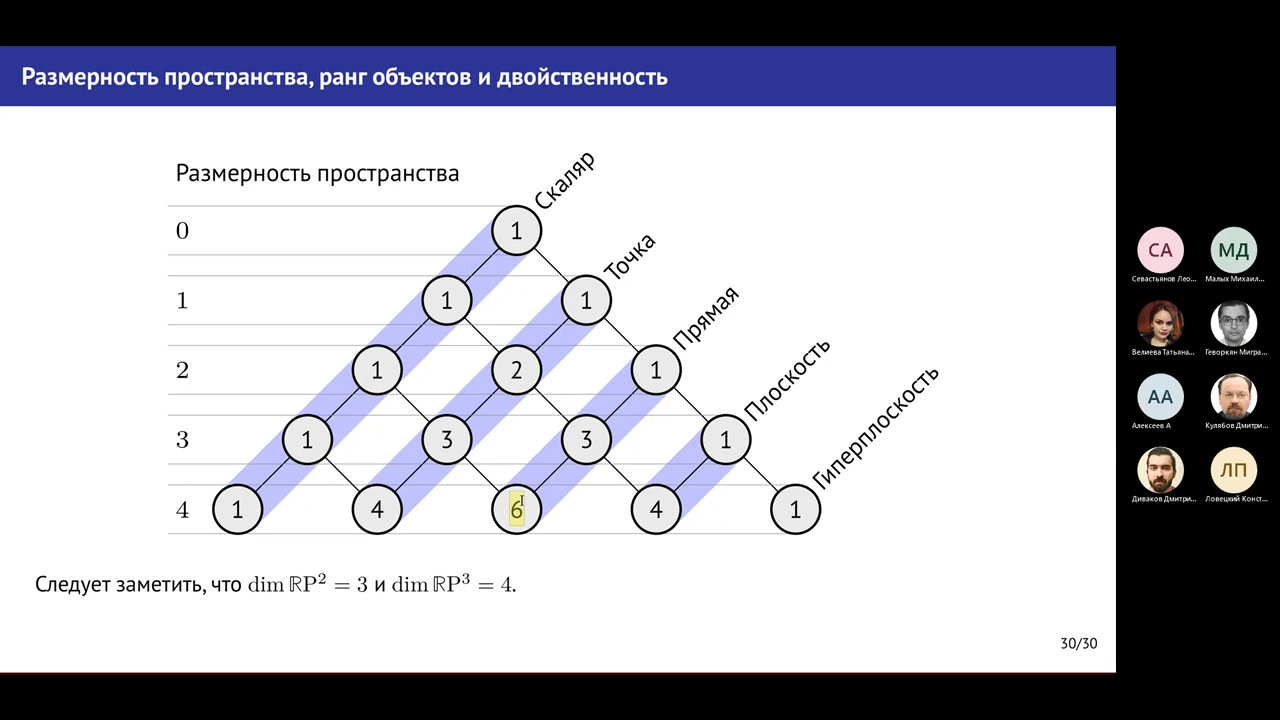 Размерность пространства, ранг объектов и двойственность
Размерность пространства
Скаляр
Точка
Прямая
Плоскость
Гиперплоскость
0 1
1 1 1
2 1 2 1
3 1 3 3 1
4 1 4 6 4 1
Следует заметить, что dim ℝP² = 3 и dim ℝP³ = 4.
30/30
СА МД
Севастьянов Лео... Малых Михаил...
Велиева Татьяна... Геворкян Мигра...
АА
Алексеев А Кулябов Дмитри...
ЛП
Диваков Дмитри... Ловецкий Конст...